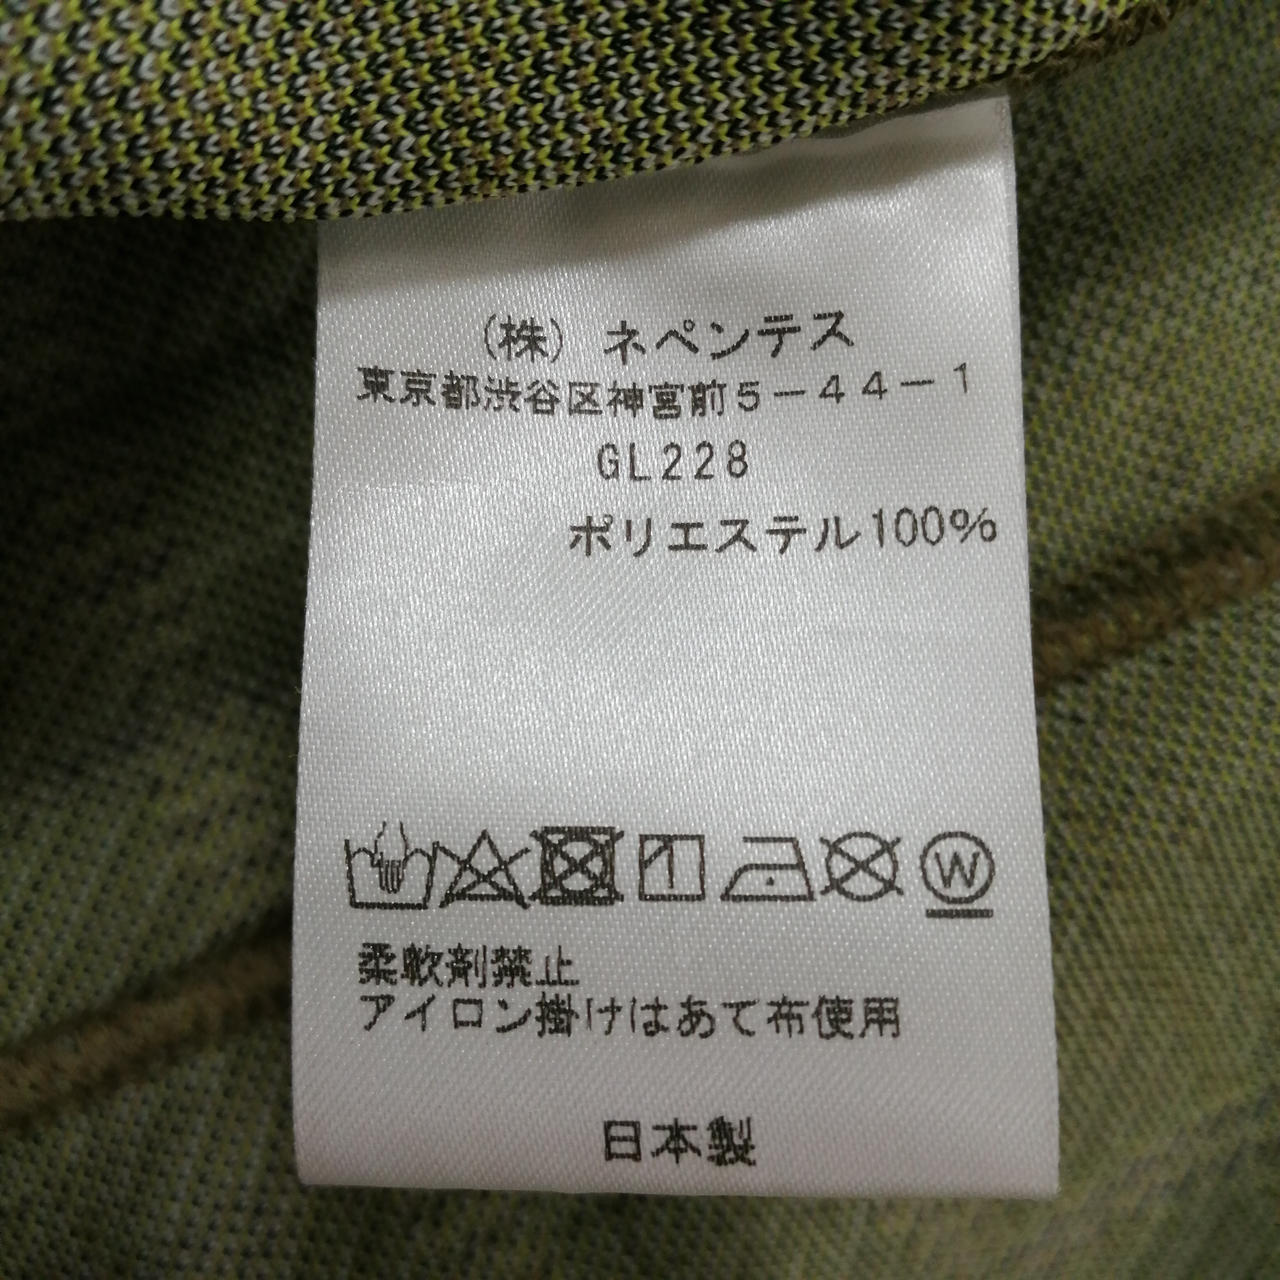 (株) ネペンテス
東京都渋谷区神宮前5-44-1
GL228
ポリエステル100%
W
柔軟剤禁止
アイロン掛けはあて布使用
日本製